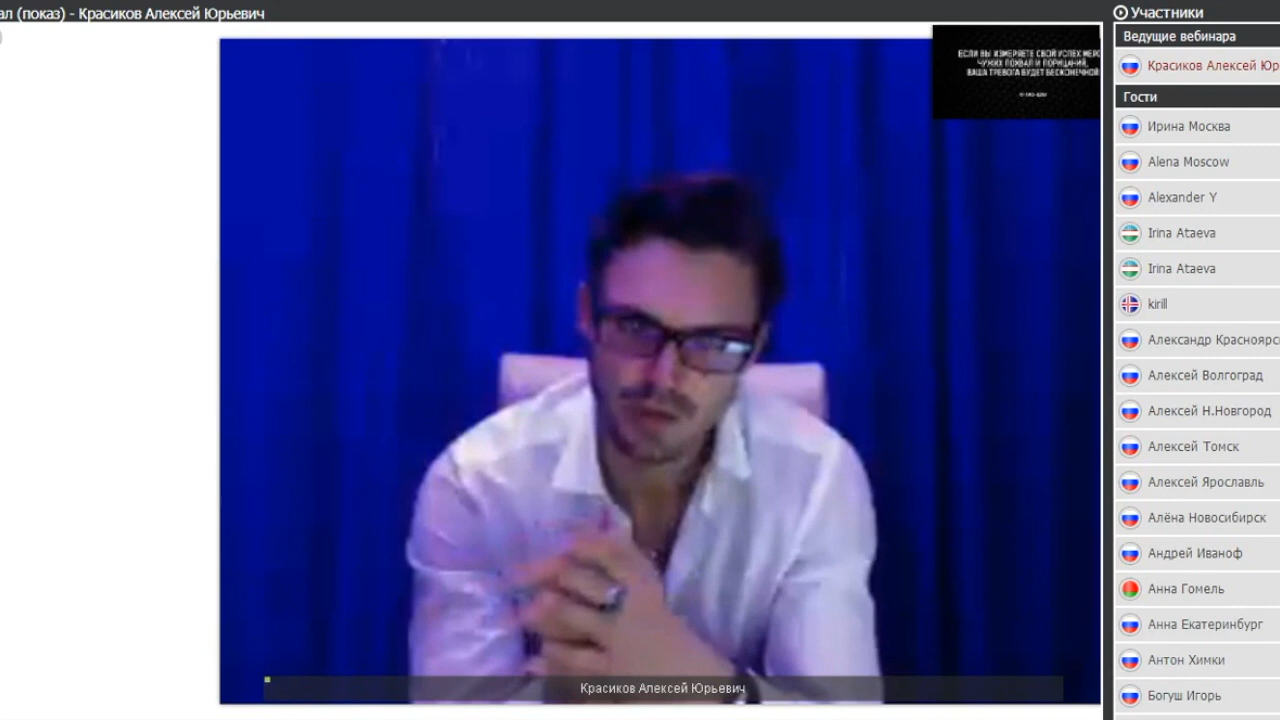 ал (показ) - Красиков Алексей Юрьевич
ЕСЛИ ВЫ ИЗМЕРЯЕТЕ СВОЙ УСПЕХ МЕРО
ЧУЖИХ ПОХВАЛ И ПОРИЦАНИЙ,
ВАША ТРЕВОГА БУДЕТ БЕСКОНЕЧНОЙ
Красиков Алексей Юрьевич
Участники
Ведущие вебинара
Красиков Алексей Юр
Гости
Ирина Москва
Alena Moscow
Alexander Y
Irina Ataeva
Irina Ataeva
kirill
Александр Красноярс
Алексей Волгоград
Алексей Н.Новгород
Алексей Томск
Алексей Ярославль
Алёна Новосибирск
Андрей Иваноф
Анна Гомель
Анна Екатеринбург
Антон Химки
Богуш Игорь